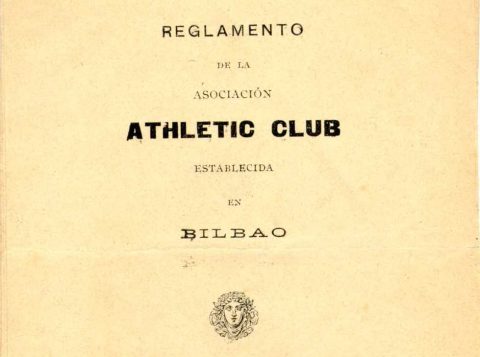 REGLAMENTO
DE LA
ASOCIACIÓN
ATHLETIC CLUB
ESTABLECIDA
EN
BILBAO